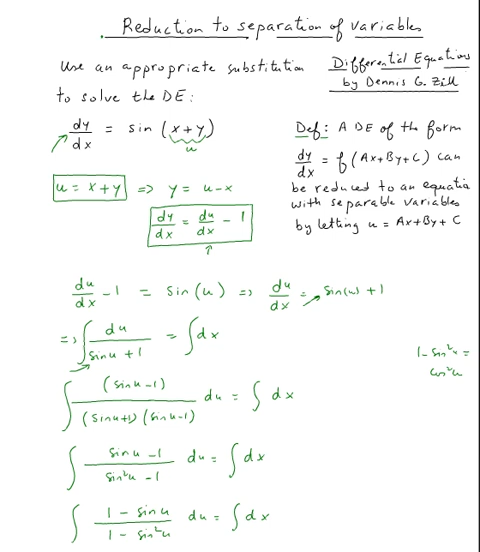 Reduction to separation of variables
Use an appropriate substitution
to solve the DE:
Differential Equations
by Dennis G. Zill
dy/dx = sin (x+y)
u
u = x+y => y = u-x
dy/dx = du/dx - 1
Def: A DE of the form
dy/dx = f(Ax+By+C) can
be reduced to an equatio
with separable variables
by letting u = Ax+By+C
du/dx - 1 = sin(u) => du/dx = sin(u) + 1
=> ∫ du/(sinu + 1) = ∫ dx
1 - sin²u =
cos²u
∫ (sinu-1)/((sinu+1)(sinu-1)) du = ∫ dx
∫ (sinu -1)/(sin²u -1) du = ∫ dx
∫ (1 - sinu)/(1 - sin²u) du = ∫ dx